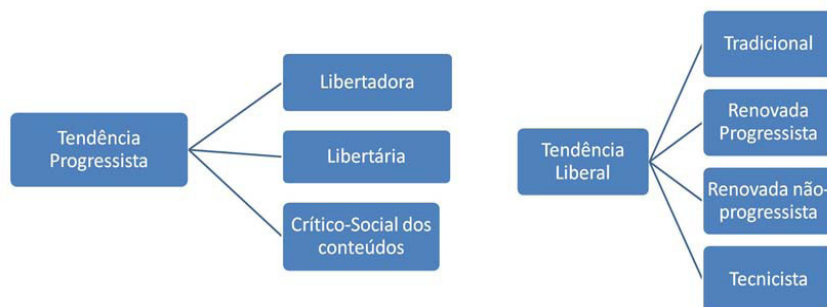 Tendência
Progressista
Libertadora
Libertária
Crítico-Social dos
conteúdos
Tendência
Liberal
Tradicional
Renovada
Progressista
Renovada não-
progressista
Tecnicista